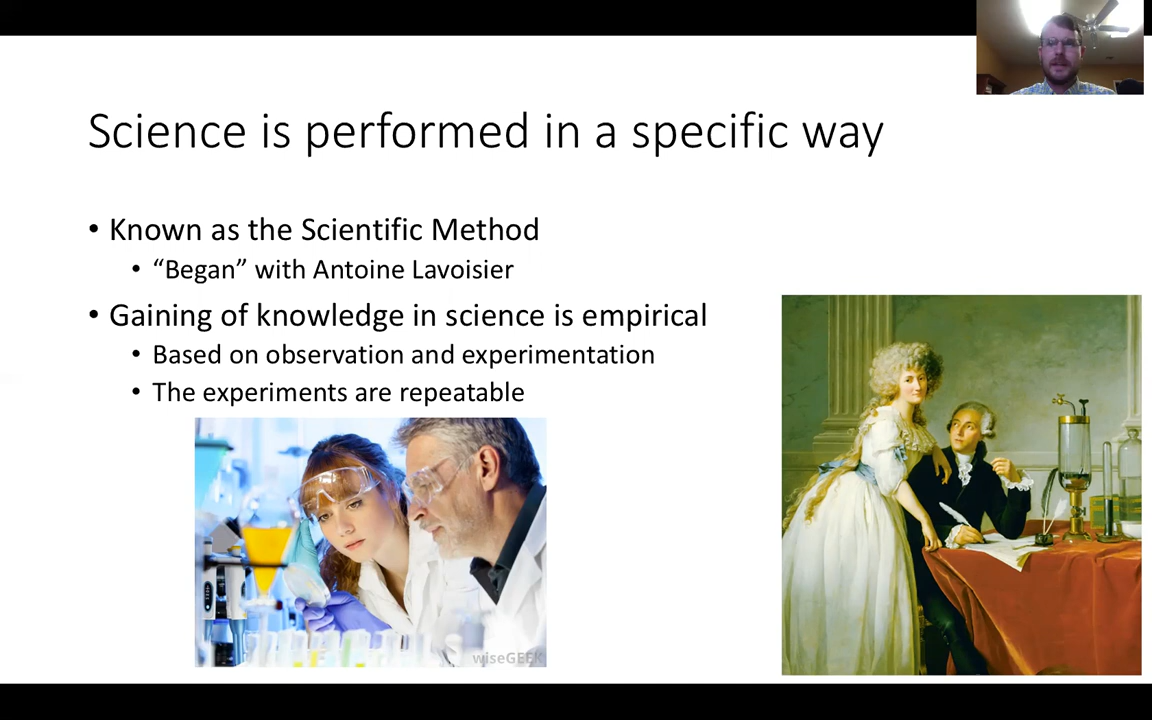 Science is performed in a specific way
• Known as the Scientific Method
• “Began” with Antoine Lavoisier
• Gaining of knowledge in science is empirical
• Based on observation and experimentation
• The experiments are repeatable
wiseGEEK